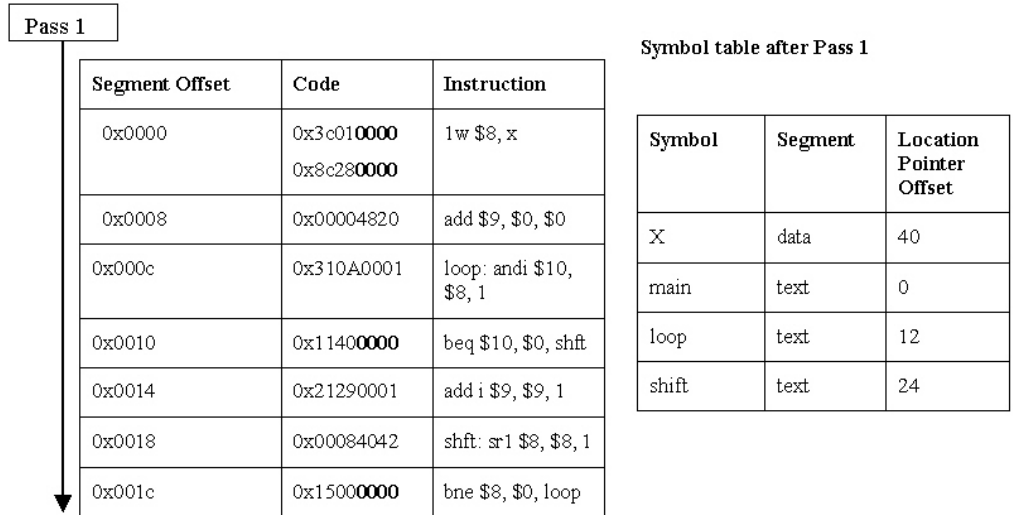 Pass 1
Symbol table after Pass 1
Segment Offset Code Instruction
0x0000 0x3c010000 1w $8, x
0x8c280000
0x0008 0x00004820 add $9, $0, $0
0x000c 0x310A0001 loop: andi $10,
$8, 1
0x0010 0x11400000 beq $10, $0, shft
0x0014 0x21290001 add i $9, $9, 1
0x0018 0x00084042 shft: sr1 $8, $8, 1
0x001c 0x15000000 bne $8, $0, loop
Symbol Segment Location
Pointer
Offset
X data 40
main text 0
loop text 12
shift text 24